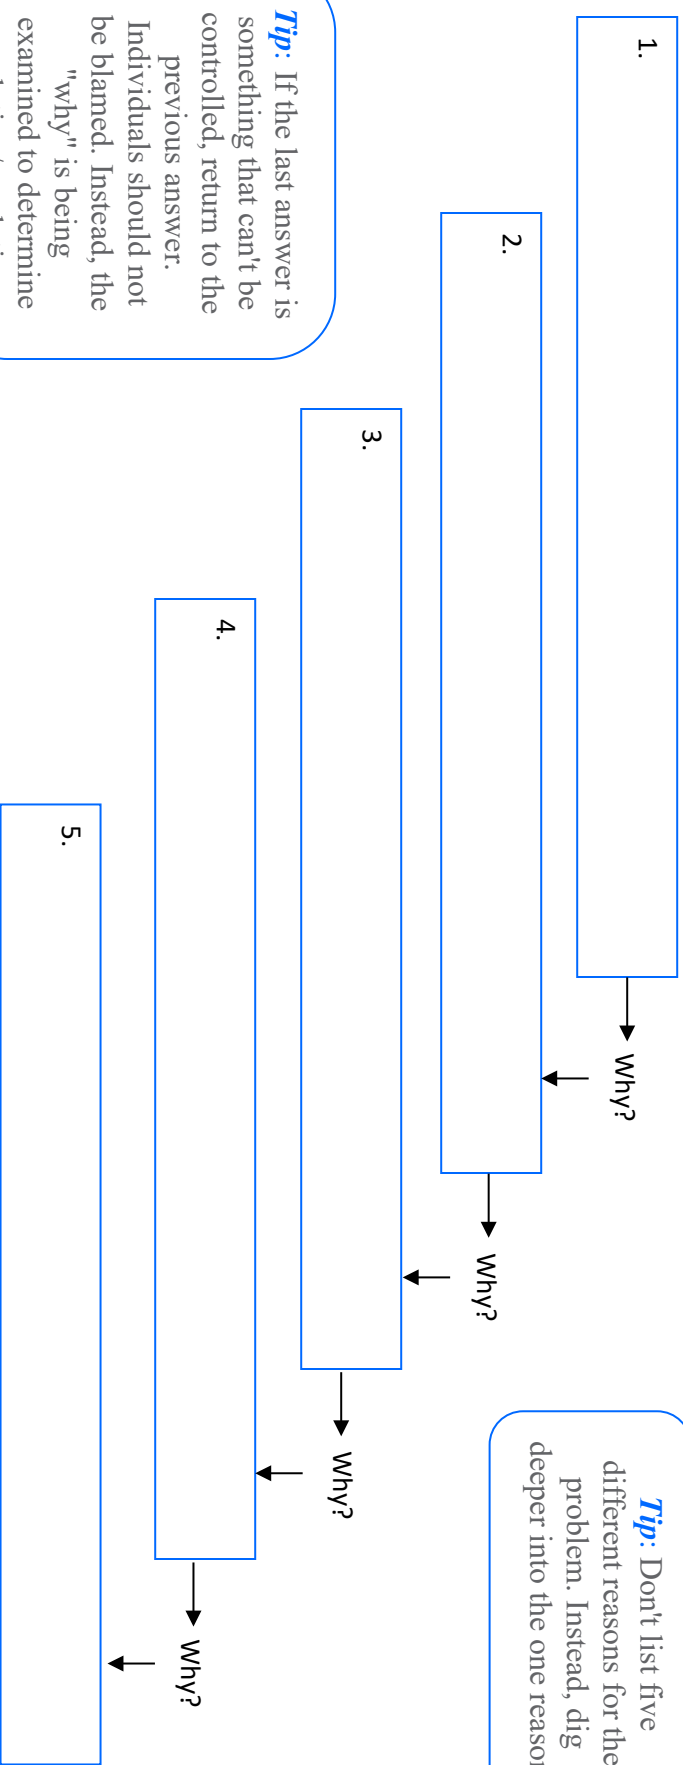 1.
Why?
Tip: Don't list five
different reasons for the
problem. Instead, dig
deeper into the one reason
2.
Why?
3.
Why?
4.
Why?
5.
Tip: If the last answer is
something that can't be
controlled, return to the
previous answer.
Individuals should not
be blamed. Instead, the
"why" is being
examined to determine